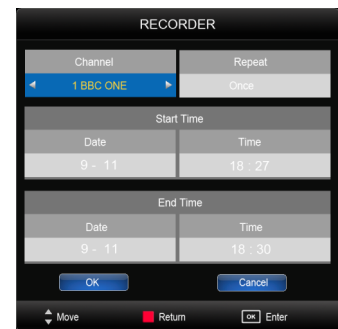 RECORDER
Channel Repeat
1 BBC ONE Once
Start Time
Date Time
9 - 11 18 : 27
End Time
Date Time
9 - 11 18 : 30
OK Cancel
Move Return OK Enter